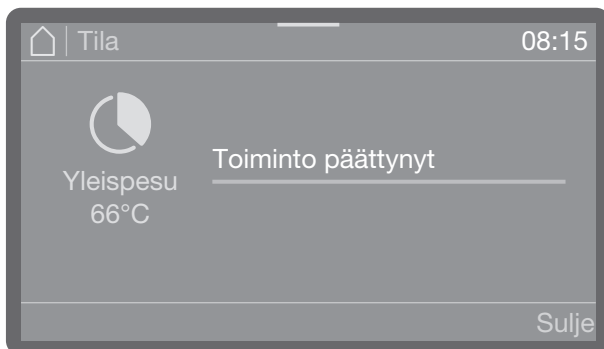 Tila 08:15
Toiminto päättynyt
Yleispesu
66°C
Sulje